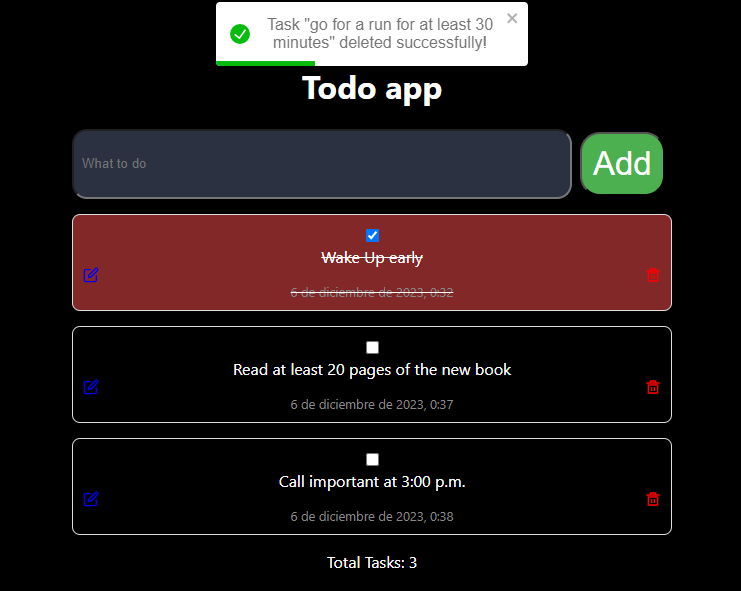 Task "go for a run for at least 30
minutes" deleted successfully!
Todo app
What to do
Add
Wake Up early
6 de diciembre de 2023, 0:32
Read at least 20 pages of the new book
6 de diciembre de 2023, 0:37
Call important at 3:00 p.m.
6 de diciembre de 2023, 0:38
Total Tasks: 3